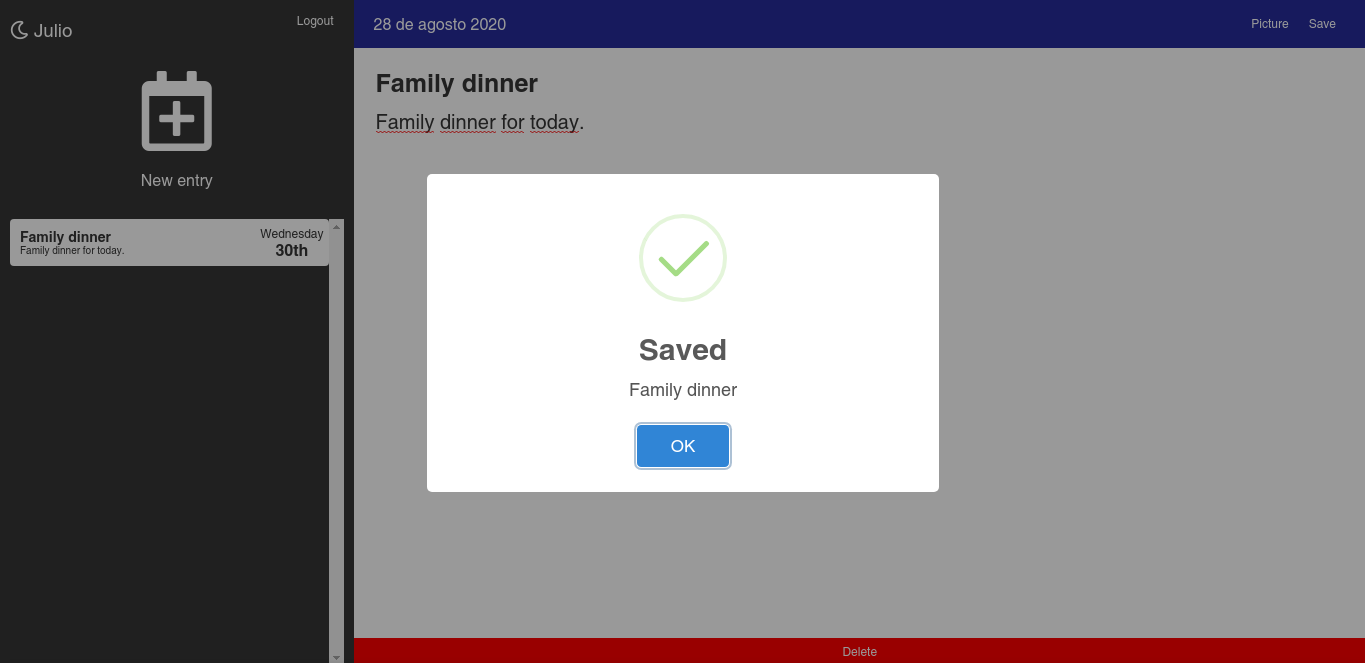 Julio
Logout
New entry
Family dinner
Family dinner for today.
Wednesday
30th
28 de agosto 2020
Picture
Save
Family dinner
Family dinner for today.
Saved
Family dinner
OK
Delete